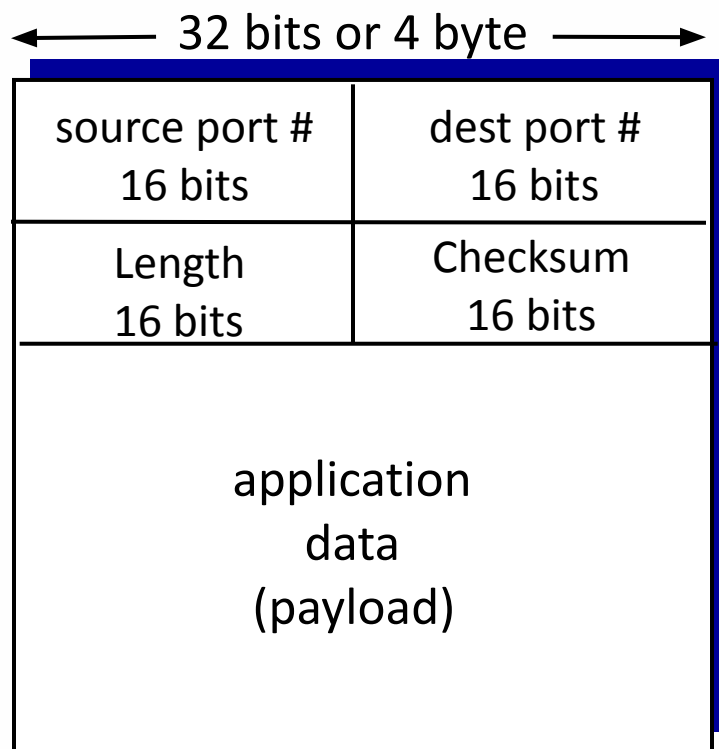 32 bits or 4 byte
source port #
16 bits
dest port #
16 bits
Length
16 bits
Checksum
16 bits
application
data
(payload)